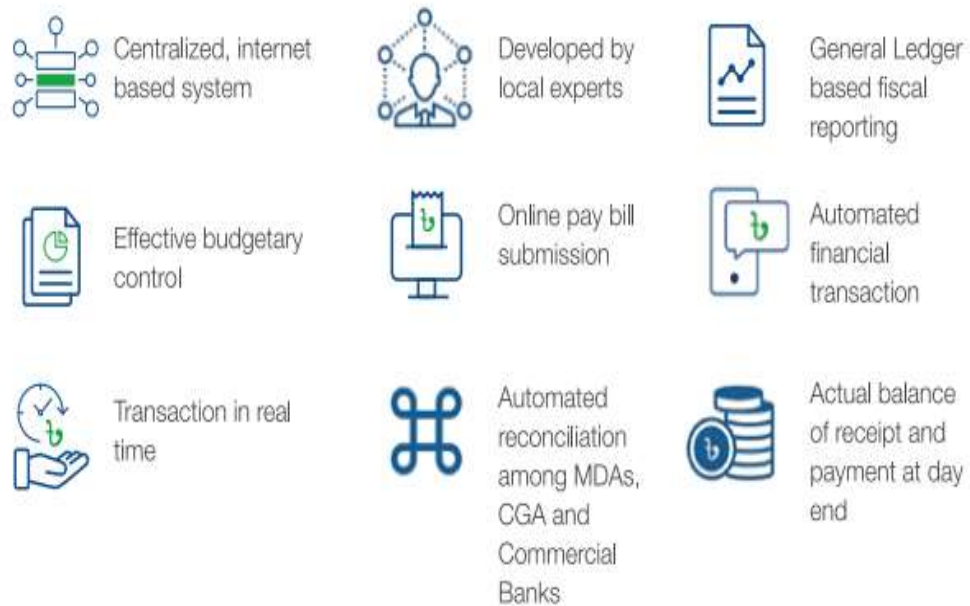 Centralized, internet
based system
Developed by
local experts
General Ledger
based fiscal
reporting
Effective budgetary
control
৳
Online pay bill
submission
৳
Automated
financial
transaction
৳
Transaction in real
time
Automated
reconciliation
among MDAs,
CGA and
Commercial
Banks
৳
Actual balance
of receipt and
payment at day
end